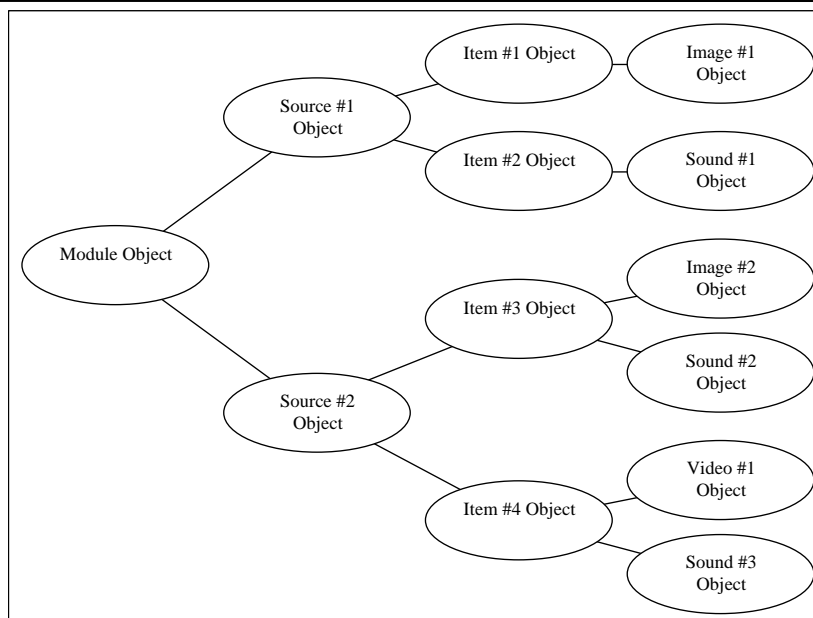 Item #1 Object
Image #1
Object
Source #1
Object
Item #2 Object
Sound #1
Object
Module Object
Image #2
Object
Item #3 Object
Sound #2
Object
Source #2
Object
Video #1
Object
Item #4 Object
Sound #3
Object